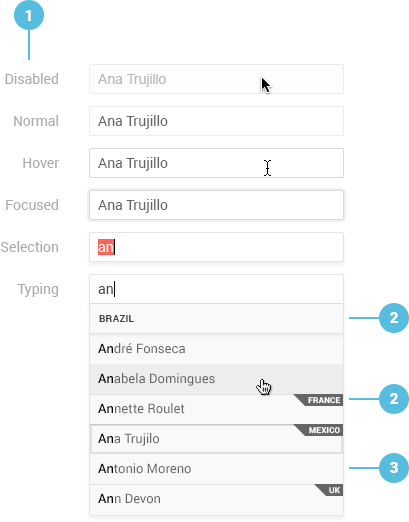 1
Disabled Ana Trujillo
Normal Ana Trujillo
Hover Ana Trujillo
Focused Ana Trujillo
Selection an
Typing an
BRAZIL 2
André Fonseca
Anabela Domingues
FRANCE 2
Annette Roulet
MEXICO
Ana Trujilo
Antonio Moreno 3
UK
Ann Devon